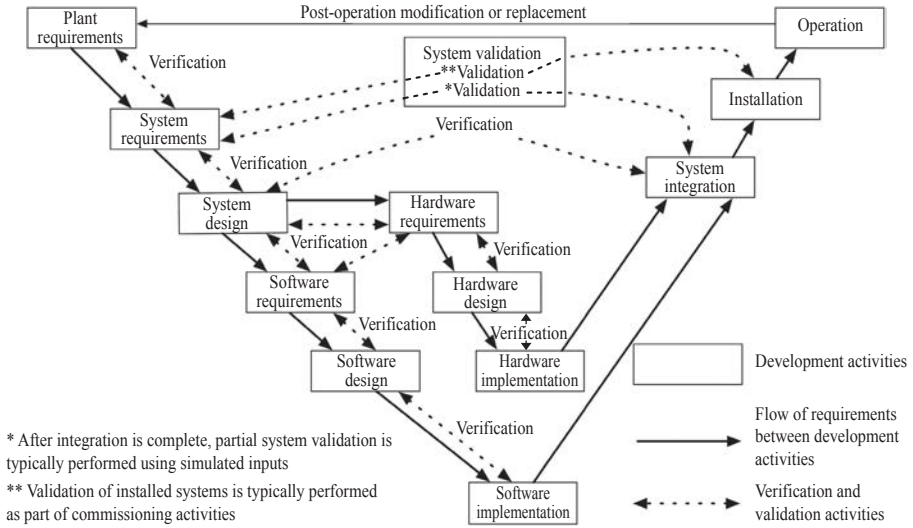 Post-operation modification or replacement
Plant
requirements
Operation
Verification
System validation
**Validation
*Validation
Installation
System
requirements
Verification
Verification
System
integration
System
design
Hardware
requirements
Verification
Verification
Software
requirements
Hardware
design
Verification
Verification
Software
design
Hardware
implementation
Development activities
Verification
Flow of requirements
between development
activities
* After integration is complete, partial system validation is
typically performed using simulated inputs
** Validation of installed systems is typically performed
as part of commissioning activities
Software
implementation
Verification and
validation activities